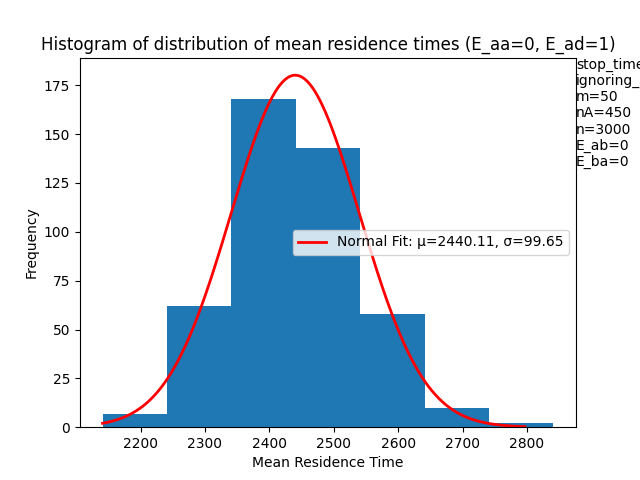 Histogram of distribution of mean residence times (E_aa=0, E_ad=1)
stop_time
ignoring_
m=50
nA=450
n=3000
E_ab=0
E_ba=0
Normal Fit: μ=2440.11, σ=99.65
Frequency
175
150
125
100
75
50
25
0
2200
2300
2400
2500
2600
2700
2800
Mean Residence Time